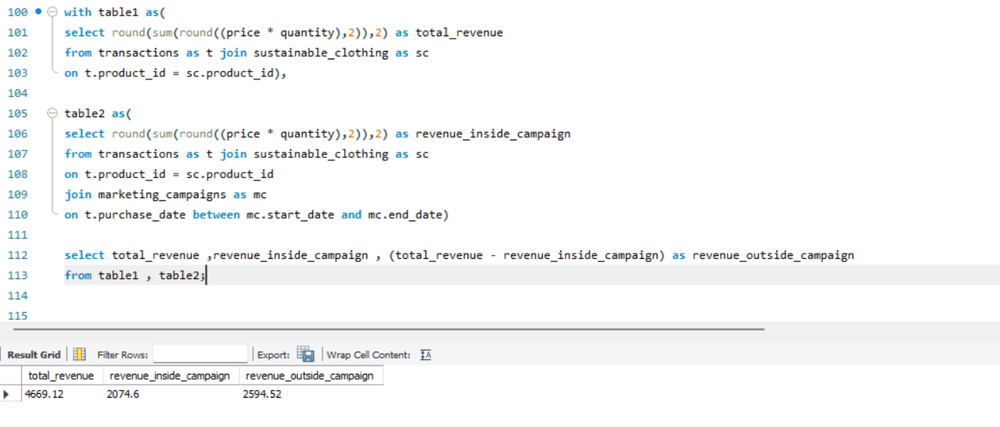 100 with table1 as(
101 select round(sum(round((price * quantity),2)),2) as total_revenue
102 from transactions as t join sustainable_clothing as sc
103 on t.product_id = sc.product_id),
104
105 table2 as(
106 select round(sum(round((price * quantity),2)),2) as revenue_inside_campaign
107 from transactions as t join sustainable_clothing as sc
108 on t.product_id = sc.product_id
109 join marketing_campaigns as mc
110 on t.purchase_date between mc.start_date and mc.end_date)
111
112 select total_revenue ,revenue_inside_campaign , (total_revenue - revenue_inside_campaign) as revenue_outside_campaign
113 from table1 , table2;
114
115
Result Grid Filter Rows: Export: Wrap Cell Content: IA
total_revenue revenue_inside_campaign revenue_outside_campaign
4669.12 2074.6 2594.52